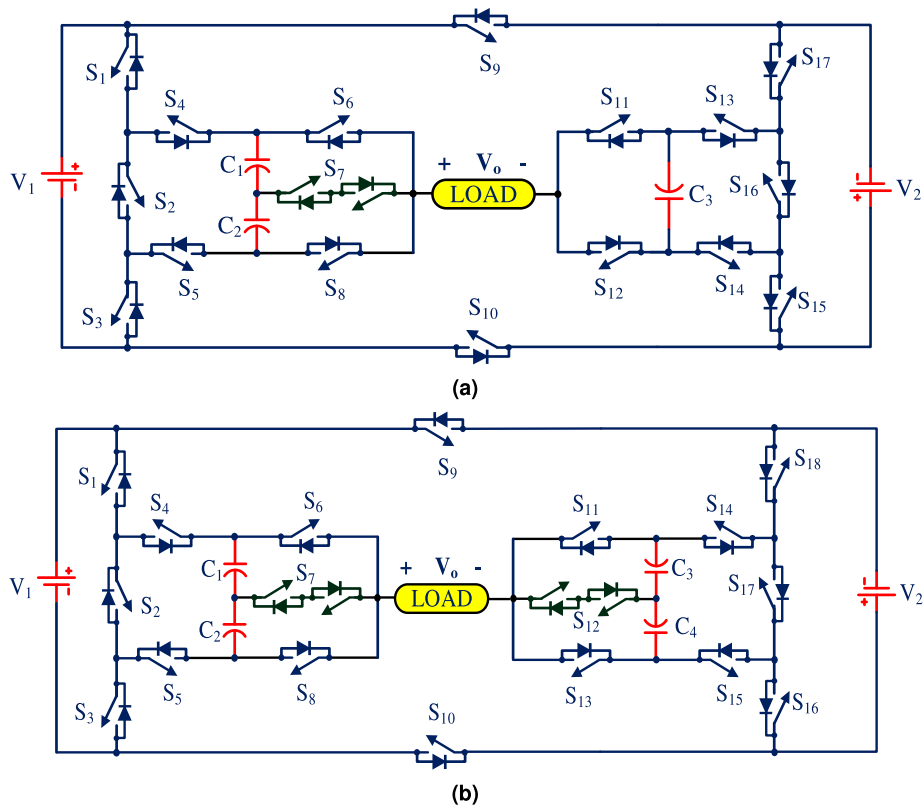 S9
S1
S17
S4
S6
S11
S13
C1
S7
+ Vo -
V1
S2
LOAD
C3
S16
V2
C2
S5
S8
S12
S14
S3
S10
S15
(a)
S9
S1
S18
S4
S6
S11
S14
C1
S7
+ Vo -
C3
V1
S2
LOAD
S12
S17
V2
C2
C4
S5
S8
S13
S15
S3
S10
S16
(b)